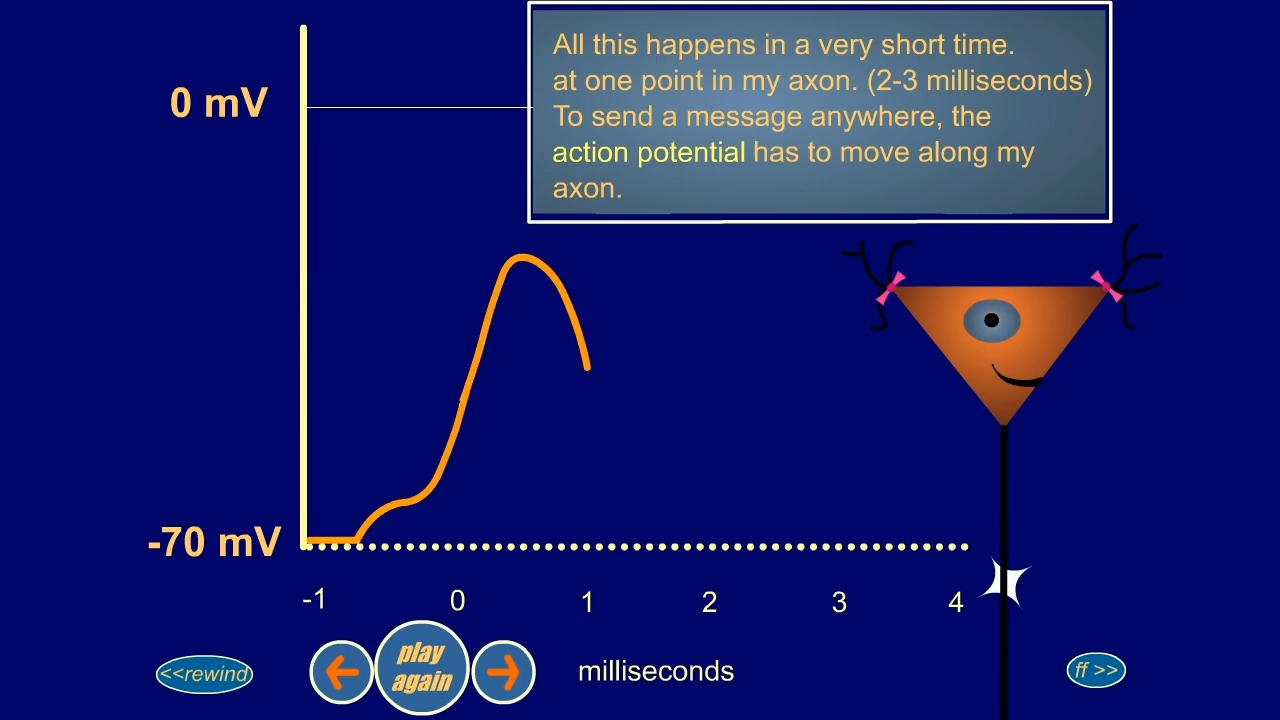 All this happens in a very short time.
at one point in my axon. (2-3 milliseconds)
To send a message anywhere, the
action potential has to move along my
axon.
0 mV
-70 mV
-1 0 1 2 3 4
<<rewind
play
again
milliseconds
ff >>